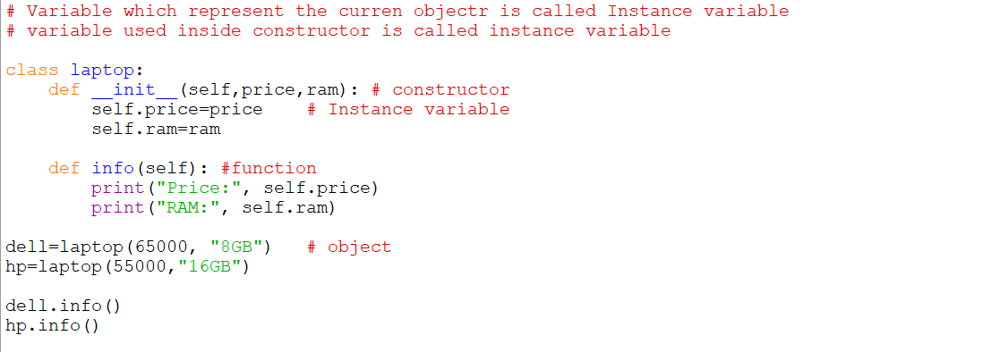 # Variable which represent the curren objectr is called Instance variable
# variable used inside constructor is called instance variable
class laptop:
    def __init__(self,price,ram): # constructor
        self.price=price    # Instance variable
        self.ram=ram
    def info(self): #function
        print("Price:", self.price)
        print("RAM:", self.ram)
dell=laptop(65000, "8GB")   # object
hp=laptop(55000,"16GB")
dell.info()
hp.info()